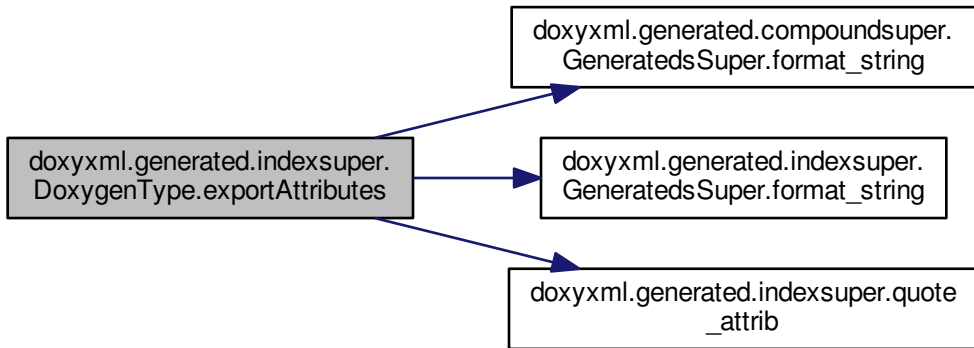 doxyxml.generated.compoundsuper.
GeneratedsSuper.format_string
doxyxml.generated.indexsuper.
DoxygenType.exportAttributes
doxyxml.generated.indexsuper.
GeneratedsSuper.format_string
doxyxml.generated.indexsuper.quote
_attrib